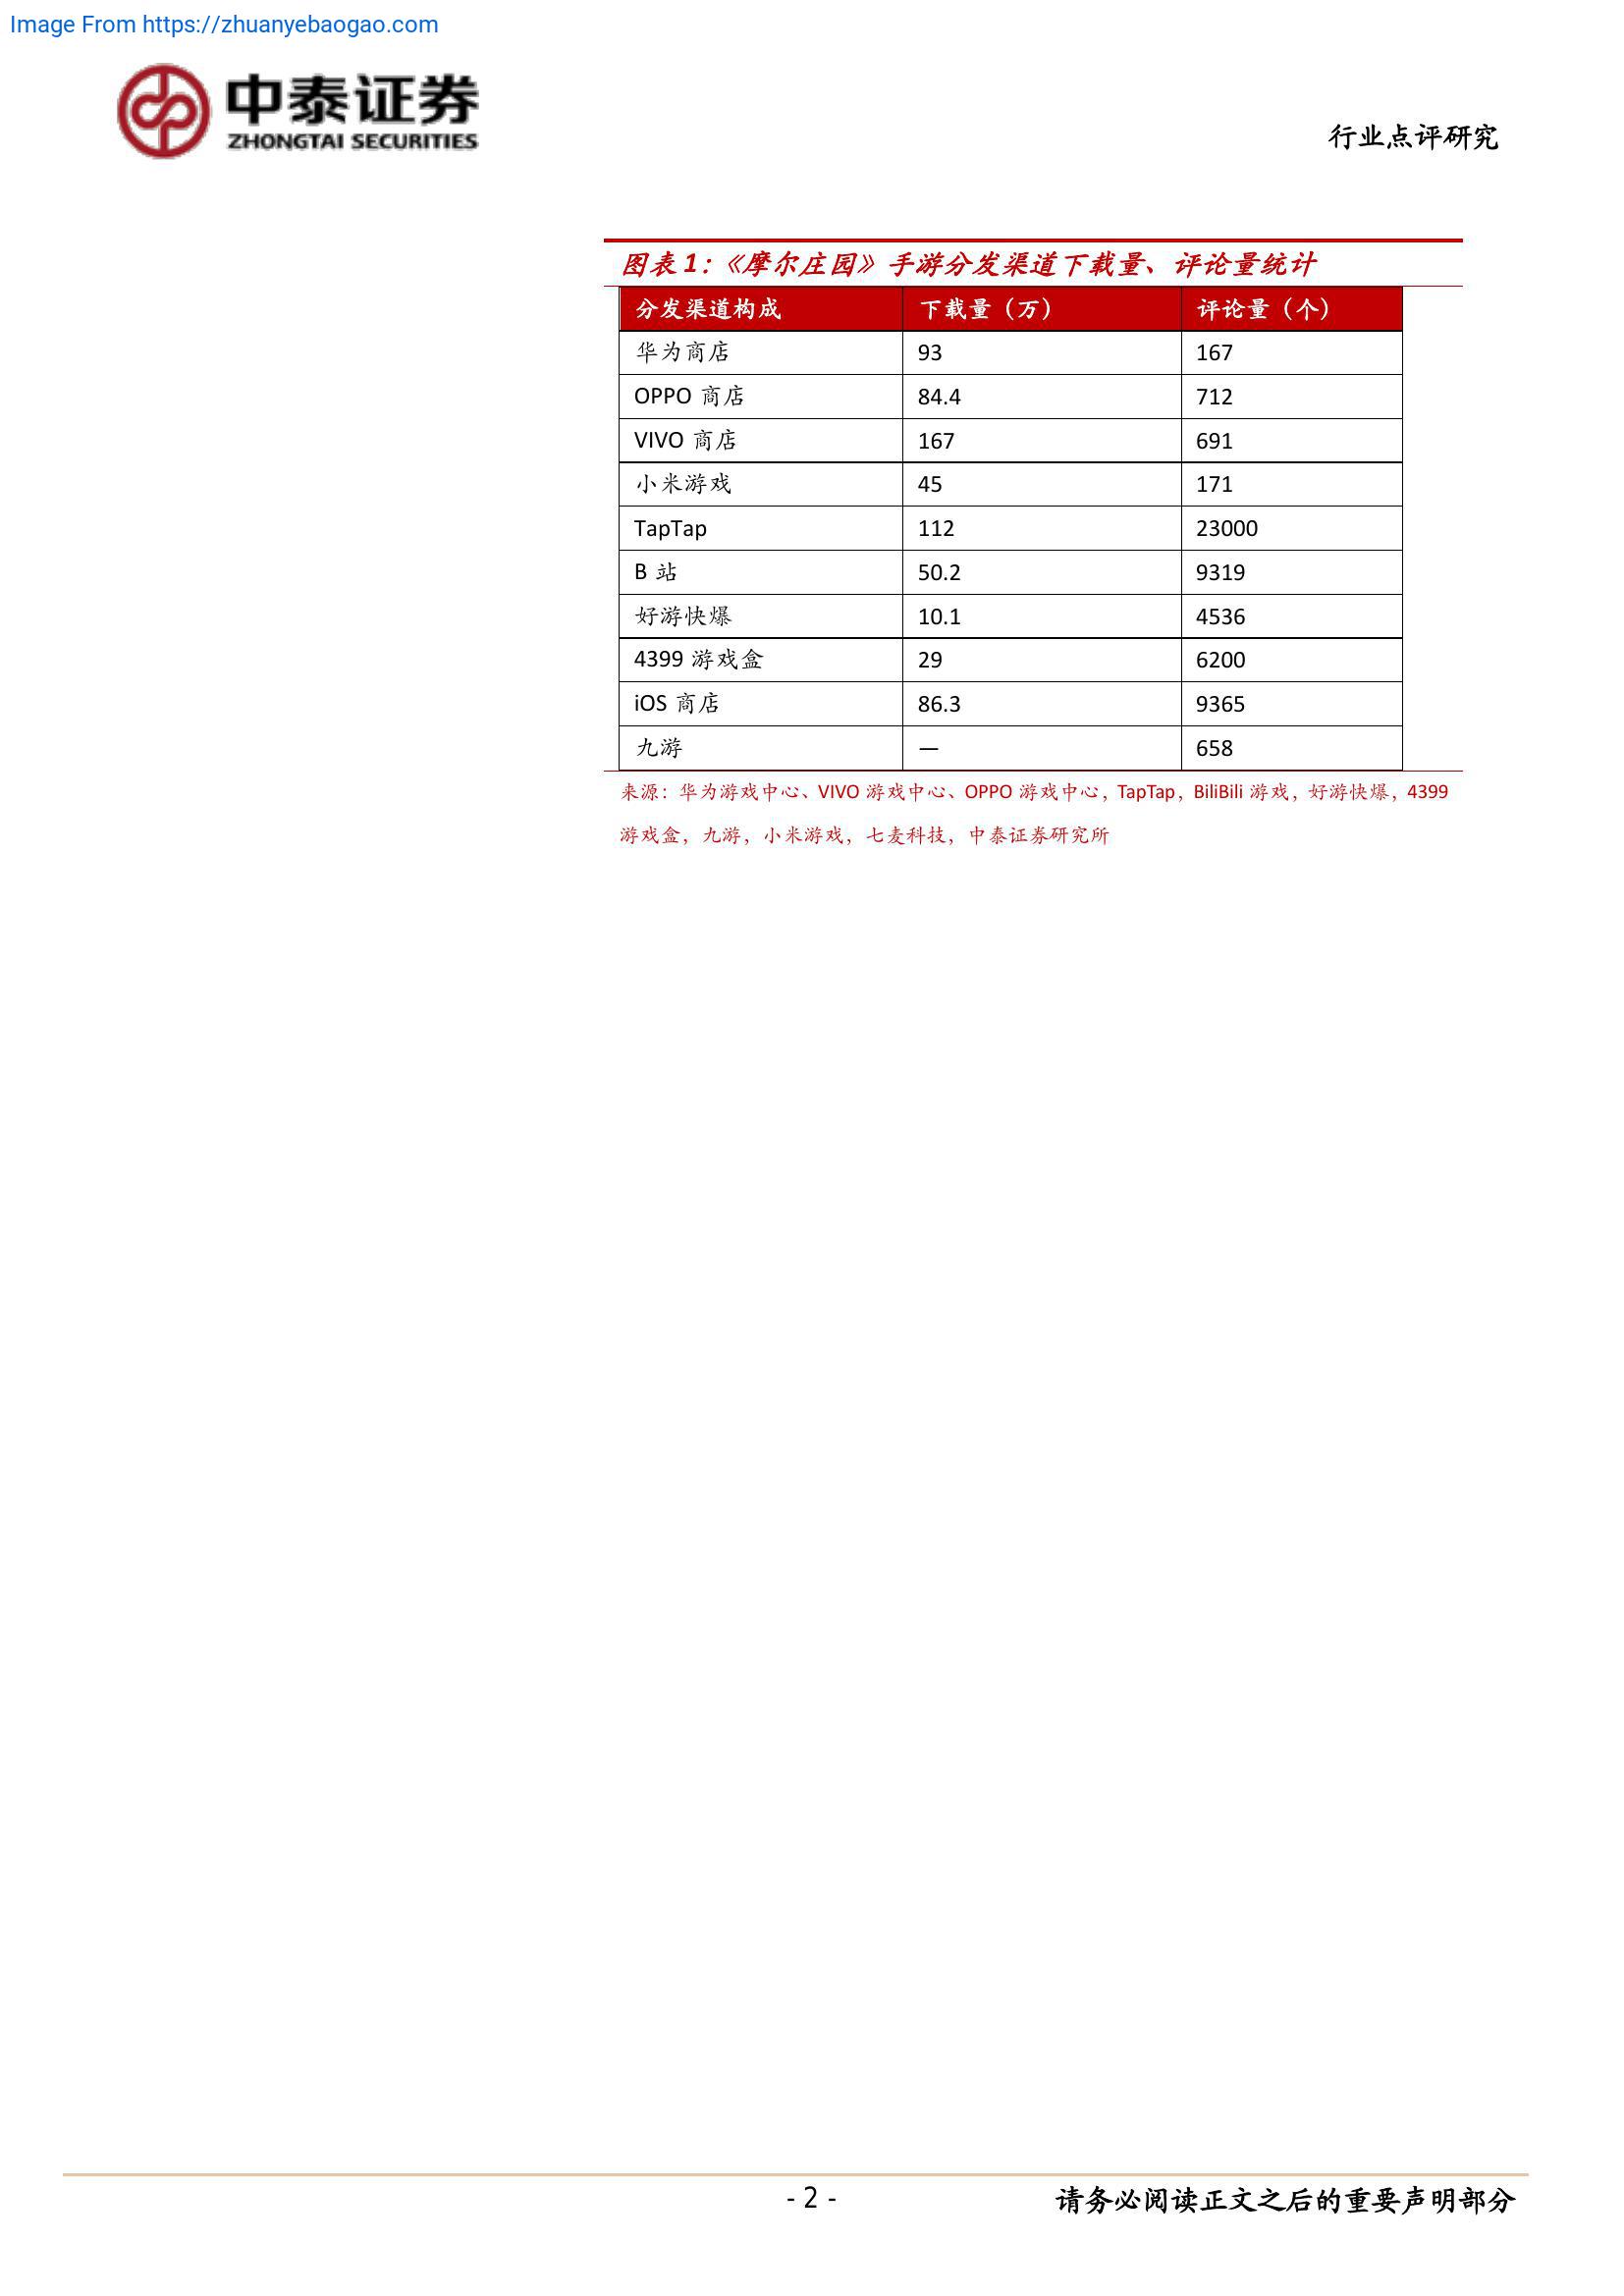 Image From https://zhuanyebaogao.com
中泰证券
ZHONGTAI SECURITIES
行业点评研究
图表1：《摩尔庄园》手游分发渠道下载量、评论量统计
分发渠道构成 下载量（万） 评论量（个）
华为商店 93 167
OPPO 商店 84.4 712
VIVO 商店 167 691
小米游戏 45 171
TapTap 112 23000
B 站 50.2 9319
好游快爆 10.1 4536
4399 游戏盒 29 6200
iOS 商店 86.3 9365
九游 — 658
来源：华为游戏中心、VIVO 游戏中心、OPPO 游戏中心，TapTap，BiliBili 游戏，好游快爆，4399
游戏盒，九游，小米游戏，七麦科技，中泰证券研究所
- 2 -
请务必阅读正文之后的重要声明部分